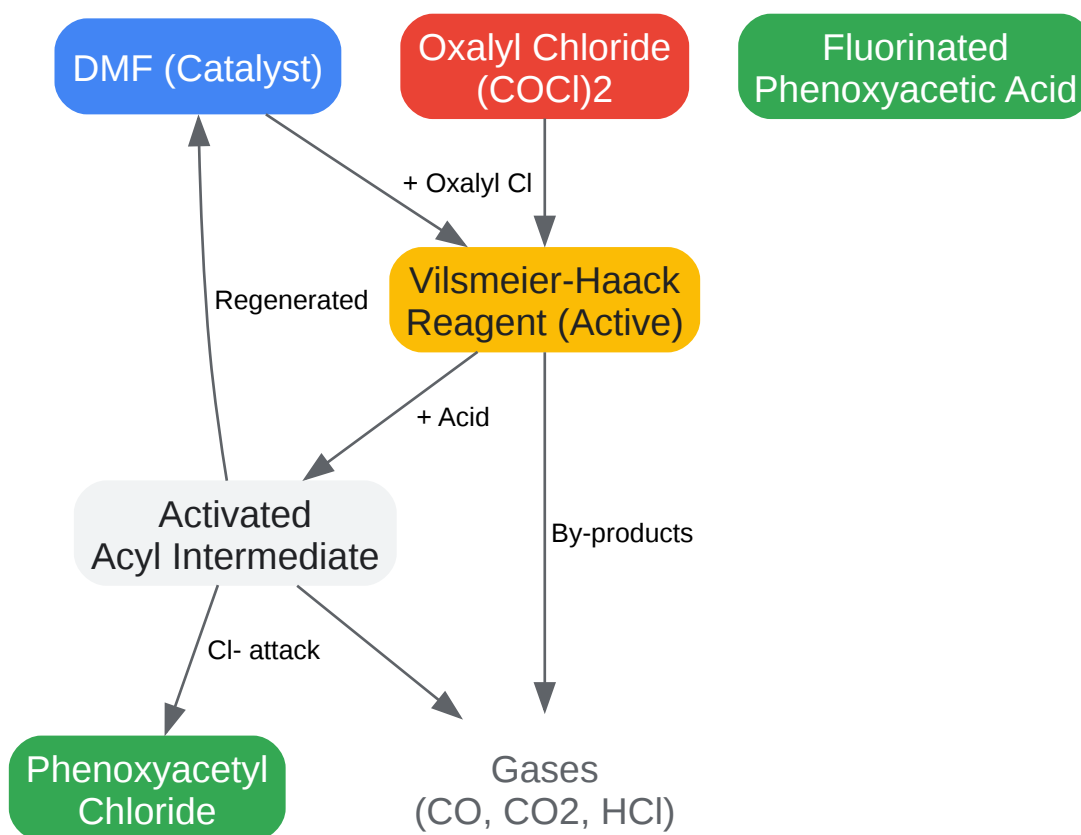 DMF (Catalyst)
Oxalyl Chloride
(COCl)2
Fluorinated
Phenoxyacetic Acid
+ Oxalyl Cl
Vilsmeier-Haack
Reagent (Active)
Regenerated
+ Acid
Activated
Acyl Intermediate
By-products
Cl- attack
Phenoxyacetyl
Chloride
Gases
(CO, CO2, HCl)